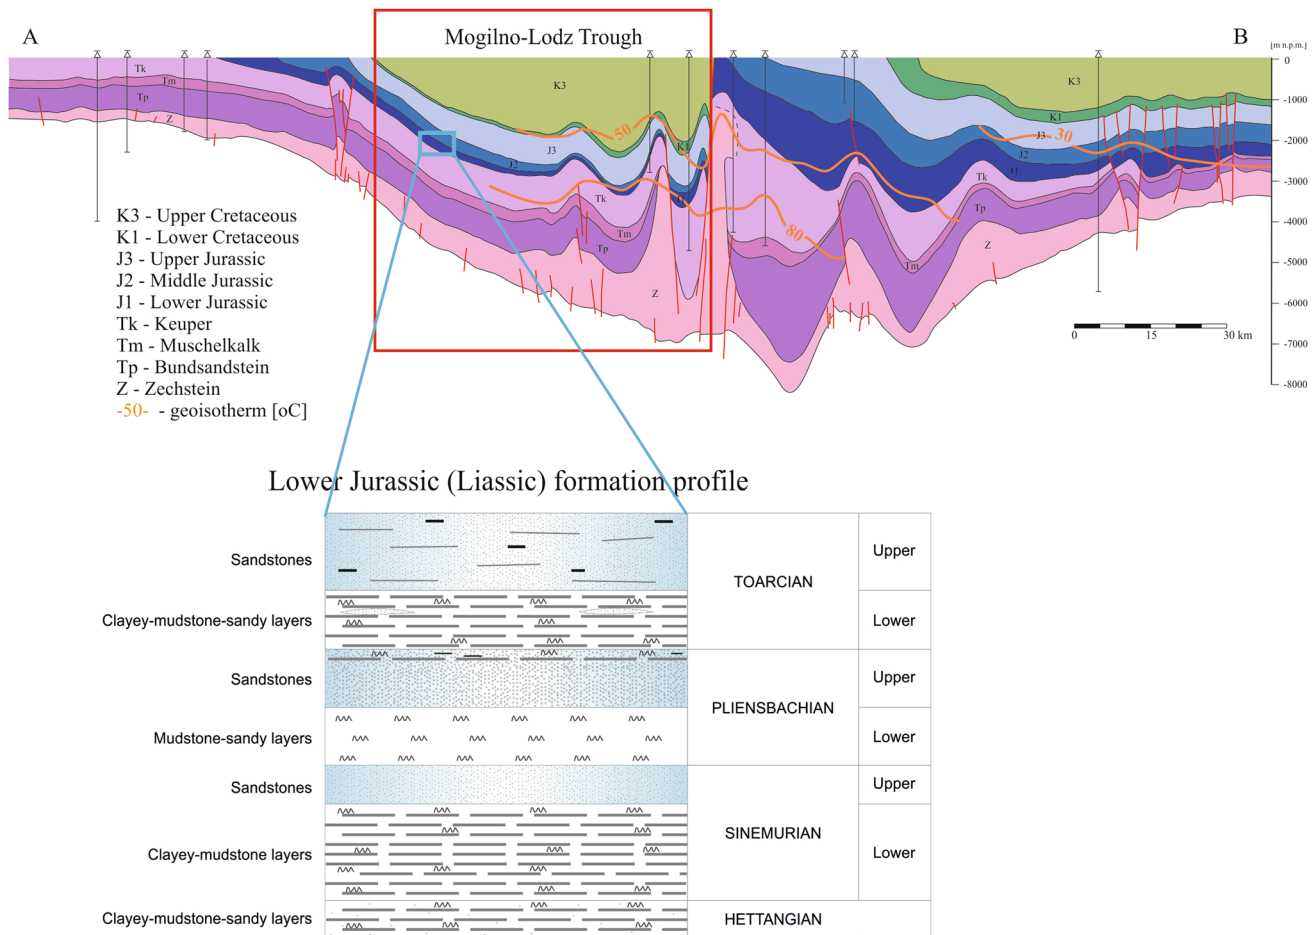 A
Mogilno-Lodz Trough
B
[m n.p.m.]
0
-1000
-2000
-3000
-4000
-5000
-6000
-7000
-8000
Tk
Tm
Tp
Z
K3
K3
50
K1
J3
J2
J1
K1
J3
30
J2
J1
Tk
Tk
Tp
Tm
Tp
80
Z
Tm
Z
0
15
30 km
K3 - Upper Cretaceous
K1 - Lower Cretaceous
J3 - Upper Jurassic
J2 - Middle Jurassic
J1 - Lower Jurassic
Tk - Keuper
Tm - Muschelkalk
Tp - Bundsandstein
Z - Zechstein
-50- - geoisotherm [oC]
Lower Jurassic (Liassic) formation profile
Sandstones
TOARCIAN
Upper
Clayey-mudstone-sandy layers
Lower
Sandstones
PLIENSBACHIAN
Upper
Mudstone-sandy layers
Lower
Sandstones
SINEMURIAN
Upper
Clayey-mudstone layers
Lower
Clayey-mudstone-sandy layers
HETTANGIAN